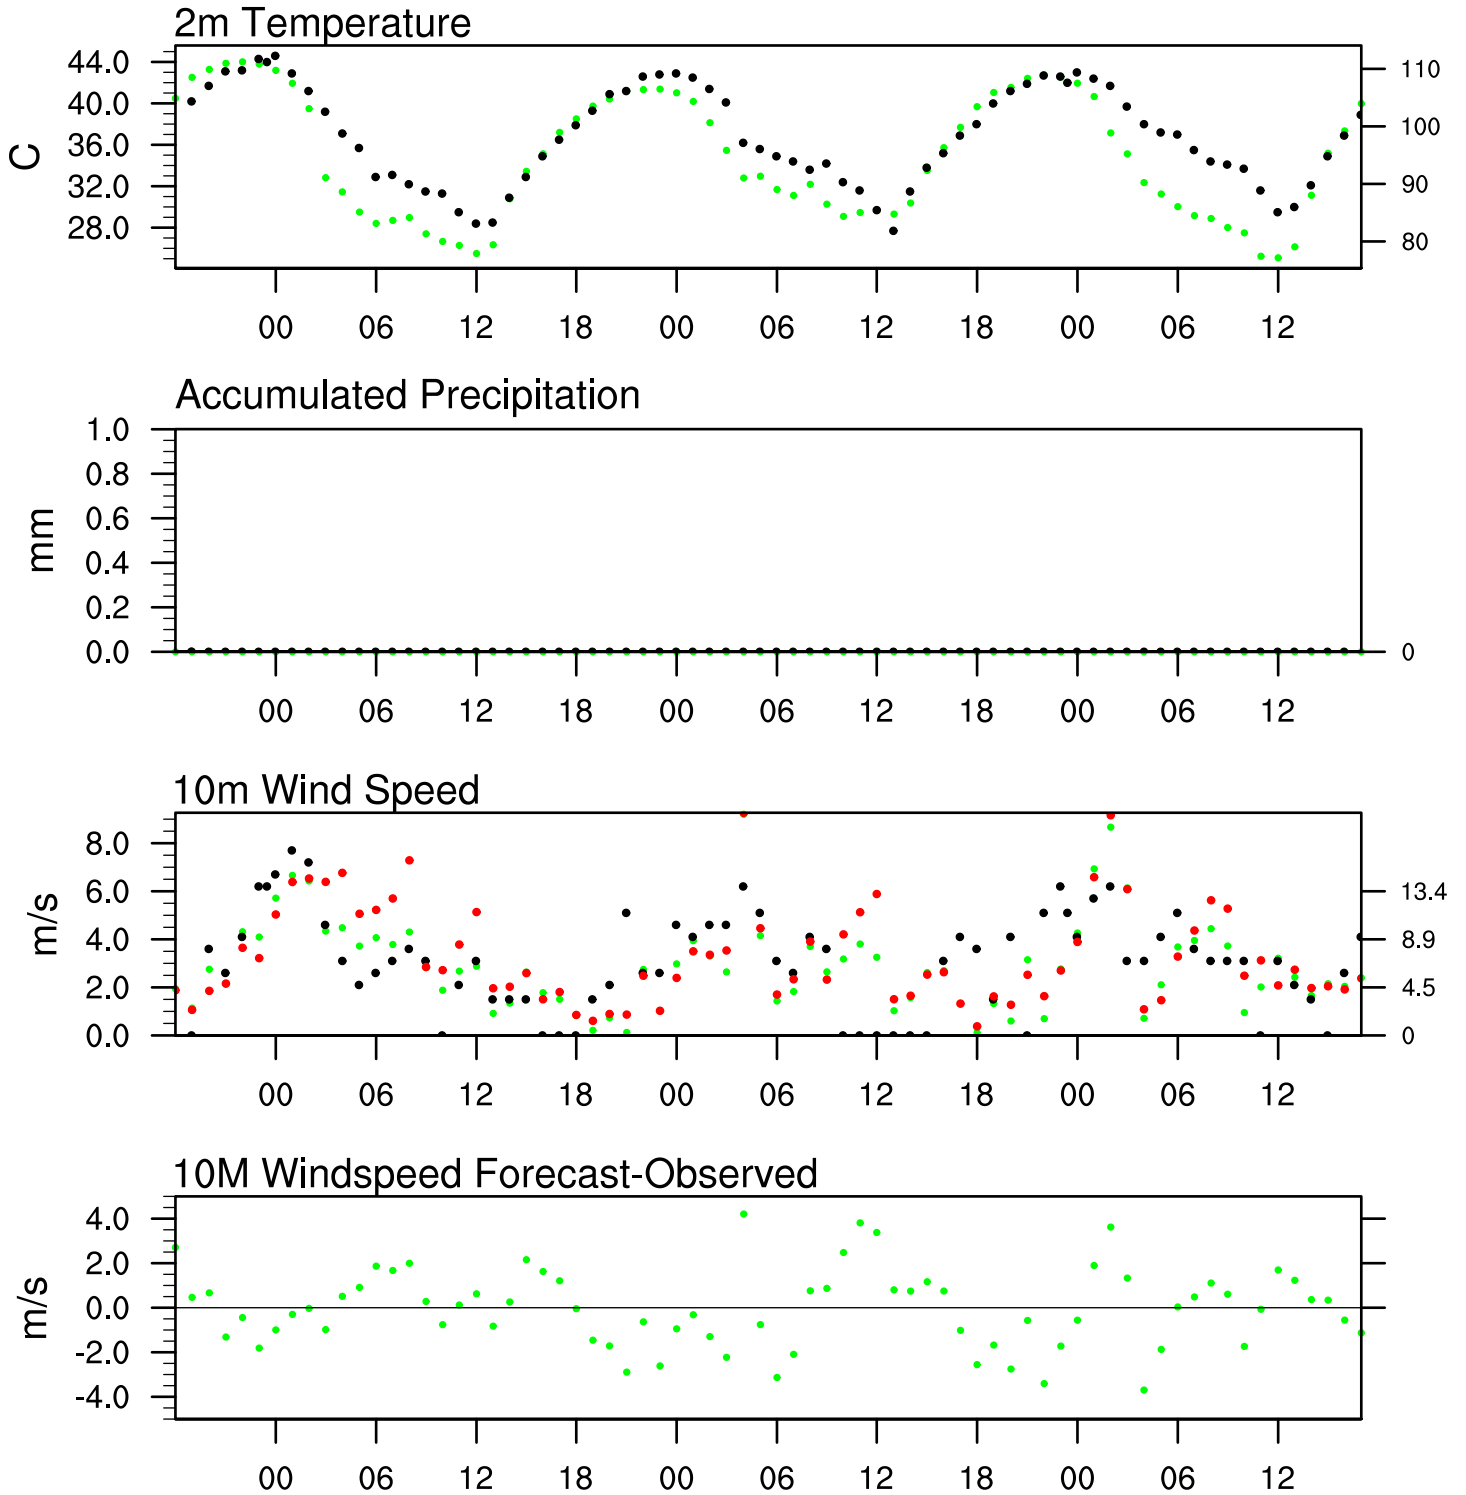 2m Temperature
44.0
40.0
36.0
32.0
28.0
C
110
100
90
80
00 06 12 18 00 06 12 18 00 06 12
Accumulated Precipitation
1.0
0.8
0.6
0.4
0.2
0.0
mm
0
00 06 12 18 00 06 12 18 00 06 12
10m Wind Speed
8.0
6.0
4.0
2.0
0.0
m/s
13.4
8.9
4.5
0
00 06 12 18 00 06 12 18 00 06 12
10M Windspeed Forecast-Observed
4.0
2.0
0.0
-2.0
-4.0
m/s
00 06 12 18 00 06 12 18 00 06 12